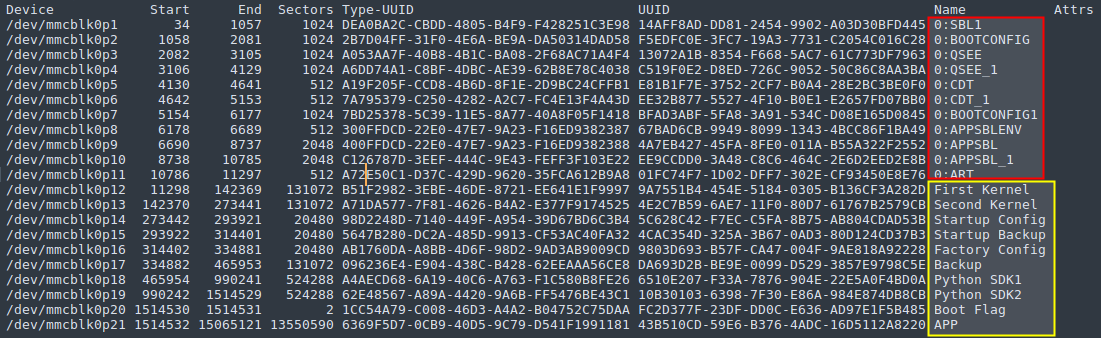 Device Start End Sectors Type-UUID UUID Name Attrs
/dev/mmcblk0p1 34 1057 1024 DEA0BA2C-CBDD-4805-B4F9-F428251C3E98 14AFF8AD-DD81-2454-9902-A03D30BFD445 0:SBL1
/dev/mmcblk0p2 1058 2081 1024 2B7D04FF-31F0-4E6A-BE9A-DA50314DAD58 F5EDFC0E-3FC7-19A3-7731-C2054C016C28 0:BOOTCONFIG
/dev/mmcblk0p3 2082 3105 1024 A053AA7F-40B8-4B1C-BA08-2F68AC71A4F4 13072A1B-8354-F668-5AC7-61C773DF7963 0:QSEE
/dev/mmcblk0p4 3106 4129 1024 A6DD74A1-C8BF-4DBC-AE39-62B8E78C4038 C519F0E2-D8ED-726C-9052-50C86C8AA3BA 0:QSEE_1
/dev/mmcblk0p5 4130 4641 512 A19F205F-CCD8-4B6D-8F1E-2D9BC24CFFB1 E81B1F7E-3752-2CF7-B0A4-28E2BC3BE0F0 0:CDT
/dev/mmcblk0p6 4642 5153 512 7A795379-C250-4282-A2C7-FC4E13F4A43D EE32B877-5527-4F10-B0E1-E2657FD07BB0 0:CDT_1
/dev/mmcblk0p7 5154 6177 1024 7BD25378-5C39-11E5-8A77-40A8F05F1418 BFAD3ABF-5FA8-3A91-534C-D08E165D0845 0:BOOTCONFIG1
/dev/mmcblk0p8 6178 6689 512 300FFDCD-22E0-47E7-9A23-F16ED9382387 67BAD6CB-9949-8099-1343-4BCC86F1BA49 0:APPSBLENV
/dev/mmcblk0p9 6690 8737 2048 400FFDCD-22E0-47E7-9A23-F16ED9382388 4A7EB427-45FA-8FE0-011A-B55A322F2552 0:APPSBL
/dev/mmcblk0p10 8738 10785 2048 C126787D-3EEF-444C-9E43-FEFF3F103E22 EE9CCDD0-3A48-C8C6-464C-2E6D2EED2E8B 0:APPSBL_1
/dev/mmcblk0p11 10786 11297 512 A72E50C1-D37C-429D-9620-35FCA612B9A8 01FC74F7-1D02-DFF7-302E-CF93450E8E76 0:ART
/dev/mmcblk0p12 11298 142369 131072 B51F2982-3EBE-46DE-8721-EE641E1F9997 9A7551B4-454E-5184-0305-B136CF3A282D First Kernel
/dev/mmcblk0p13 142370 273441 131072 A71DA577-7F81-4626-B4A2-E377F9174525 4E2C7B59-6AE7-11F0-80D7-61767B2579CB Second Kernel
/dev/mmcblk0p14 273442 293921 20480 98D2248D-7140-449F-A954-39D67BD6C3B4 5C628C42-F7EC-C5FA-8B75-AB804CDAD53B Startup Config
/dev/mmcblk0p15 293922 314401 20480 5647B280-DC2A-485D-9913-CF53AC40FA32 4CAC354D-325A-3B67-0AD3-80D124CD37B3 Startup Backup
/dev/mmcblk0p16 314402 334881 20480 AB1760DA-A8BB-4D6F-98D2-9AD3AB9009CD 9803D693-B57F-CA47-004F-9AE818A92228 Factory Config
/dev/mmcblk0p17 334882 465953 131072 096236E4-E904-438C-B428-62EEAAA56CE8 DA693D2B-BE9E-0099-D529-3857E9798C5E Backup
/dev/mmcblk0p18 465954 990241 524288 A4AECD68-6A19-40C6-A763-F1C580B8FE26 6510E207-F33A-7876-904E-22E5A0F4BD0A Python SDK1
/dev/mmcblk0p19 990242 1514529 524288 62E48567-A89A-4420-9A6B-FF5476BE43C1 10B30103-6398-7F30-E86A-984E874DB8CB Python SDK2
/dev/mmcblk0p20 1514530 1514531 2 1CC54A79-C008-46D3-A4A2-B04752C75DAA FC2D377F-23DF-DD0C-E636-AD97E1F5B485 Boot Flag
/dev/mmcblk0p21 1514532 15065121 13550590 6369F5D7-0CB9-40D5-9C79-D541F1991181 43B510CD-59E6-B376-4ADC-16D5112A8220 APP